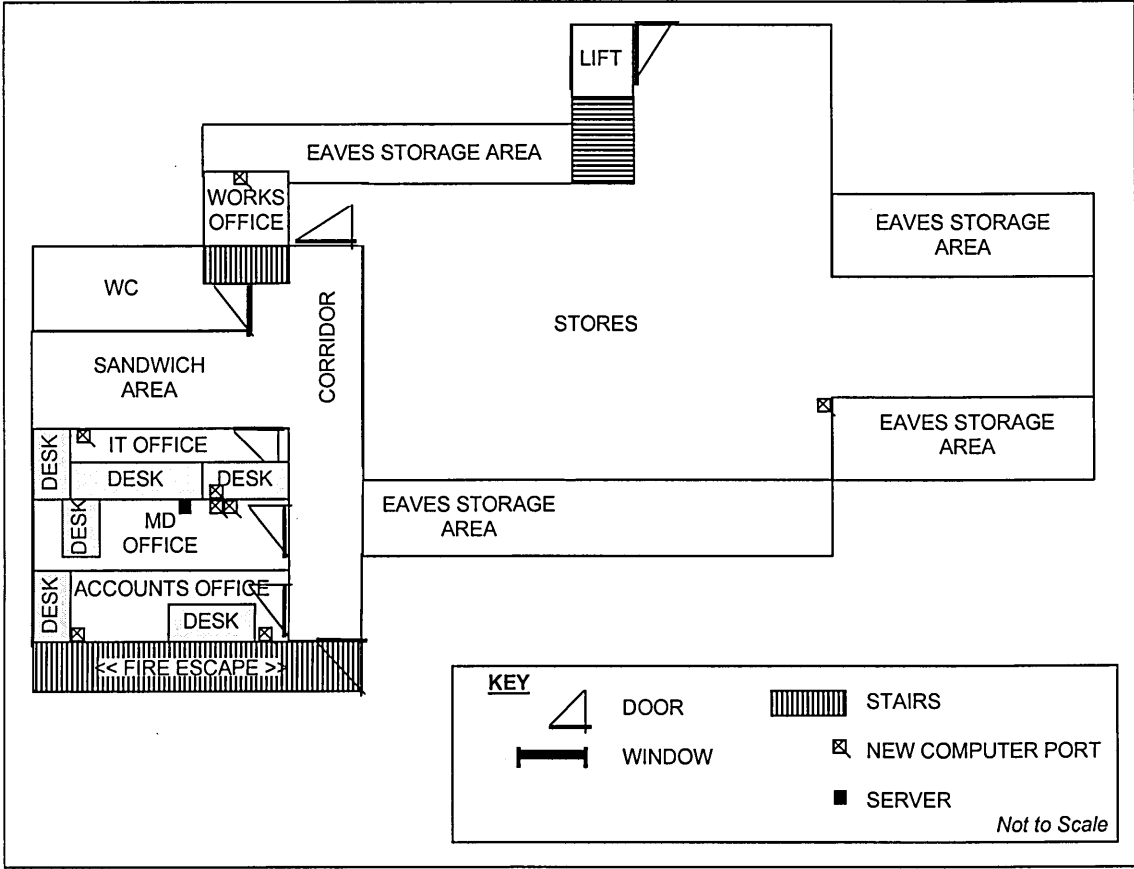 LIFT
EAVES STORAGE AREA
WORKS
OFFICE
EAVES STORAGE
AREA
WC
CORRIDOR
STORES
SANDWICH
AREA
EAVES STORAGE
AREA
DESK
IT OFFICE
DESK
DESK
EAVES STORAGE
AREA
DESK
MD
OFFICE
DESK
ACCOUNTS OFFICE
DESK
<< FIRE ESCAPE >>
KEY
DOOR
STAIRS
WINDOW
NEW COMPUTER PORT
SERVER
Not to Scale